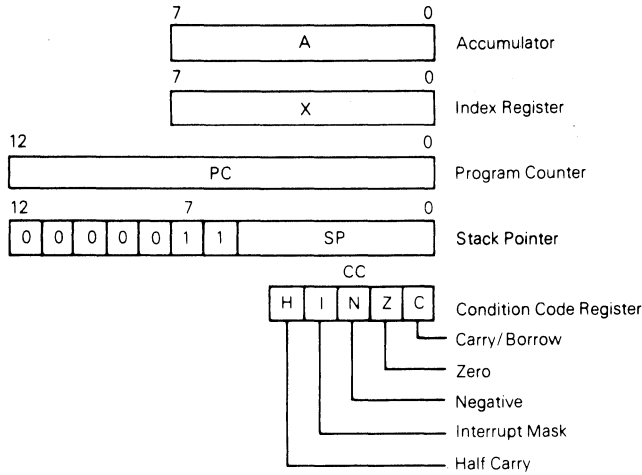 7 0
A Accumulator
7 0
X Index Register
12 0
PC Program Counter
12 7 0
0 0 0 0 0 1 1 SP Stack Pointer
CC
H I N Z C Condition Code Register
Carry/Borrow
Zero
Negative
Interrupt Mask
Half Carry